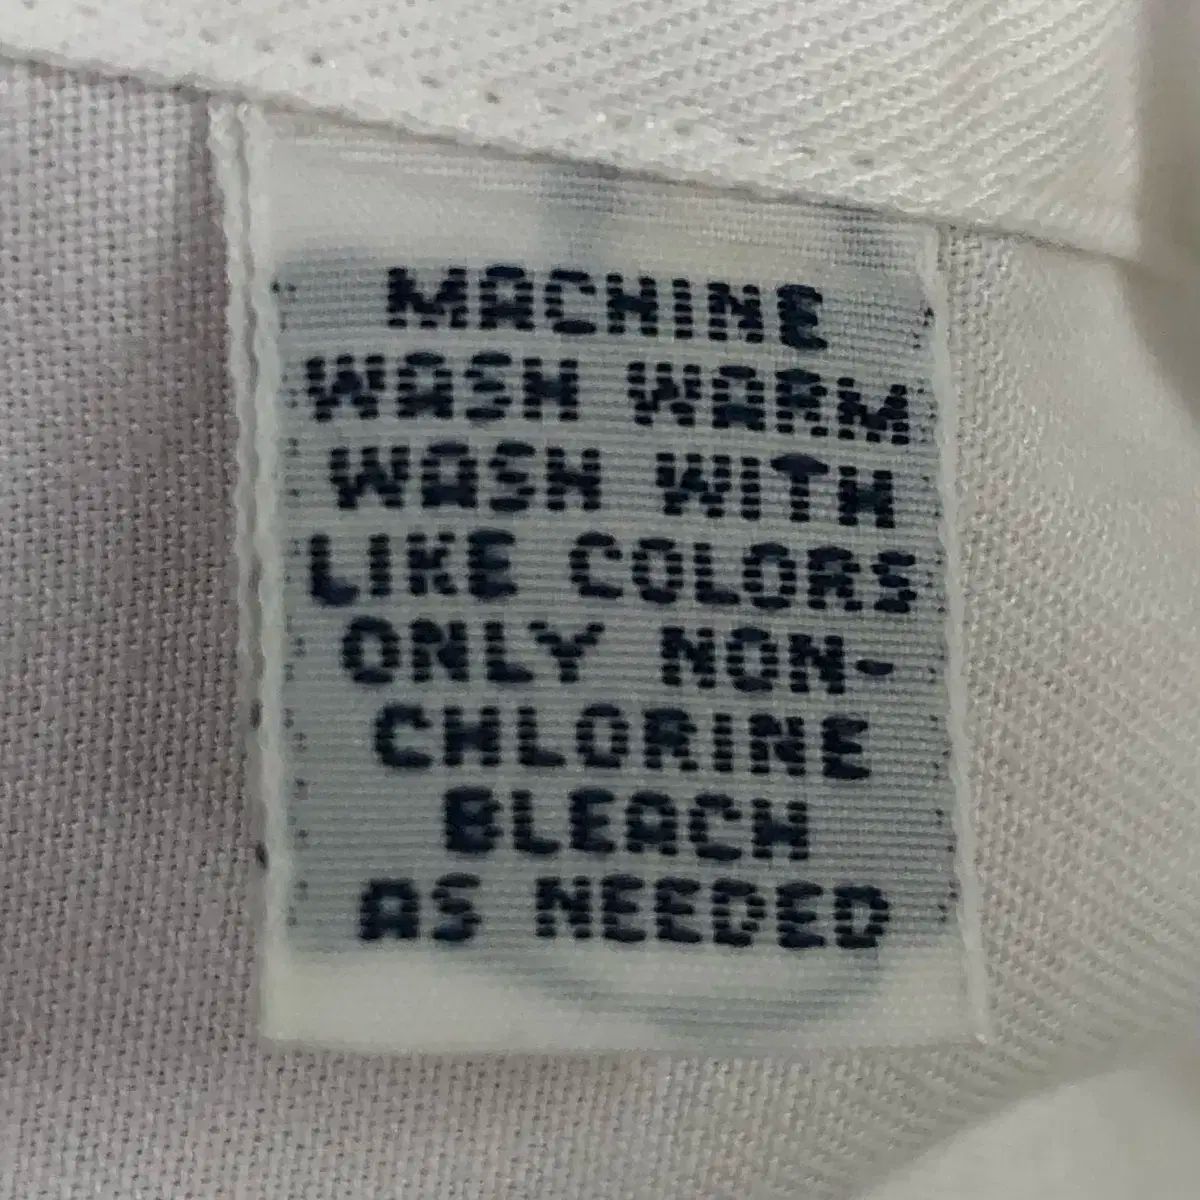 MACHINE
WASH WARM
WASH WITH
LIKE COLORS
ONLY NON-
CHLORINE
BLEACH
AS NEEDED